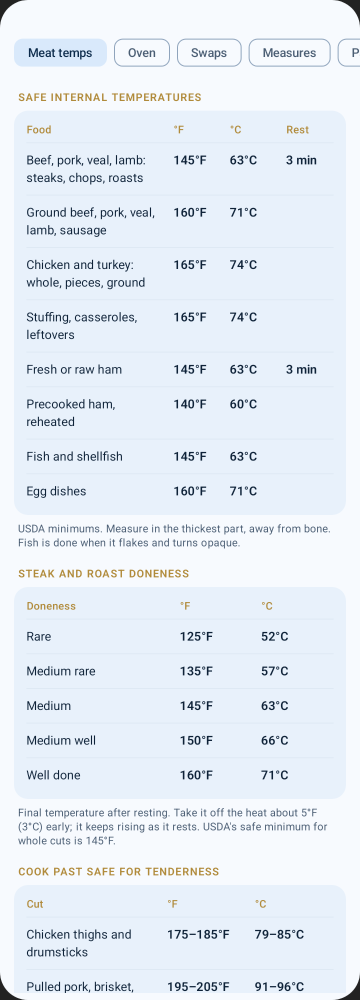 Meat temps Oven Swaps Measures P
SAFE INTERNAL TEMPERATURES
Food °F °C Rest
Beef, pork, veal, lamb: 145°F 63°C 3 min
steaks, chops, roasts
Ground beef, pork, veal, 160°F 71°C
lamb, sausage
Chicken and turkey: 165°F 74°C
whole, pieces, ground
Stuffing, casseroles, 165°F 74°C
leftovers
Fresh or raw ham 145°F 63°C 3 min
Precooked ham, 140°F 60°C
reheated
Fish and shellfish 145°F 63°C
Egg dishes 160°F 71°C
USDA minimums. Measure in the thickest part, away from bone.
Fish is done when it flakes and turns opaque.
STEAK AND ROAST DONENESS
Doneness °F °C
Rare 125°F 52°C
Medium rare 135°F 57°C
Medium 145°F 63°C
Medium well 150°F 66°C
Well done 160°F 71°C
Final temperature after resting. Take it off the heat about 5°F
(3°C) early; it keeps rising as it rests. USDA's safe minimum for
whole cuts is 145°F.
COOK PAST SAFE FOR TENDERNESS
Cut °F °C
Chicken thighs and 175–185°F 79–85°C
drumsticks
Pulled pork, brisket, 195–205°F 91–96°C